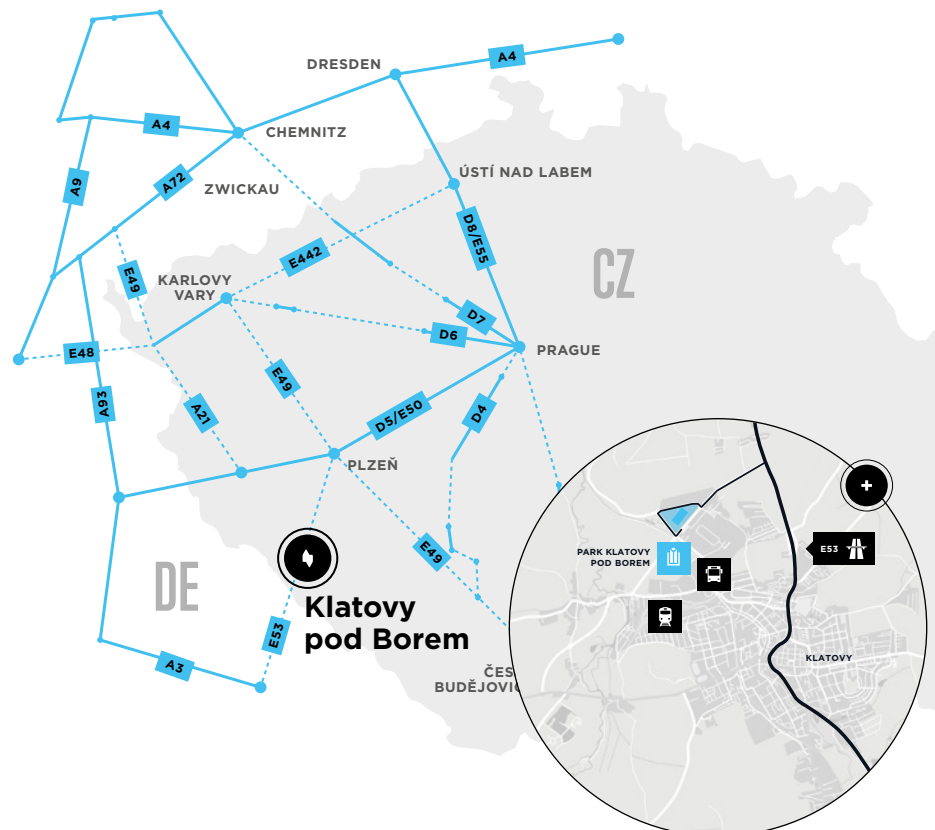 DRESDEN
A4
A4
CHEMNITZ
A9
A72
ZWICKAU
ÚSTÍ NAD LABEM
D8/E55
E442
CZ
E49
KARLOVY
VARY
D7
D6
PRAGUE
E48
A93
A21
E49
D5/E50
D4
PLZEŇ
E49
DE
Klatovy
pod Borem
E53
A3
ČES
BUDĚJOVIC
PARK KLATOVY
POD BOREM
E53
KLATOVY